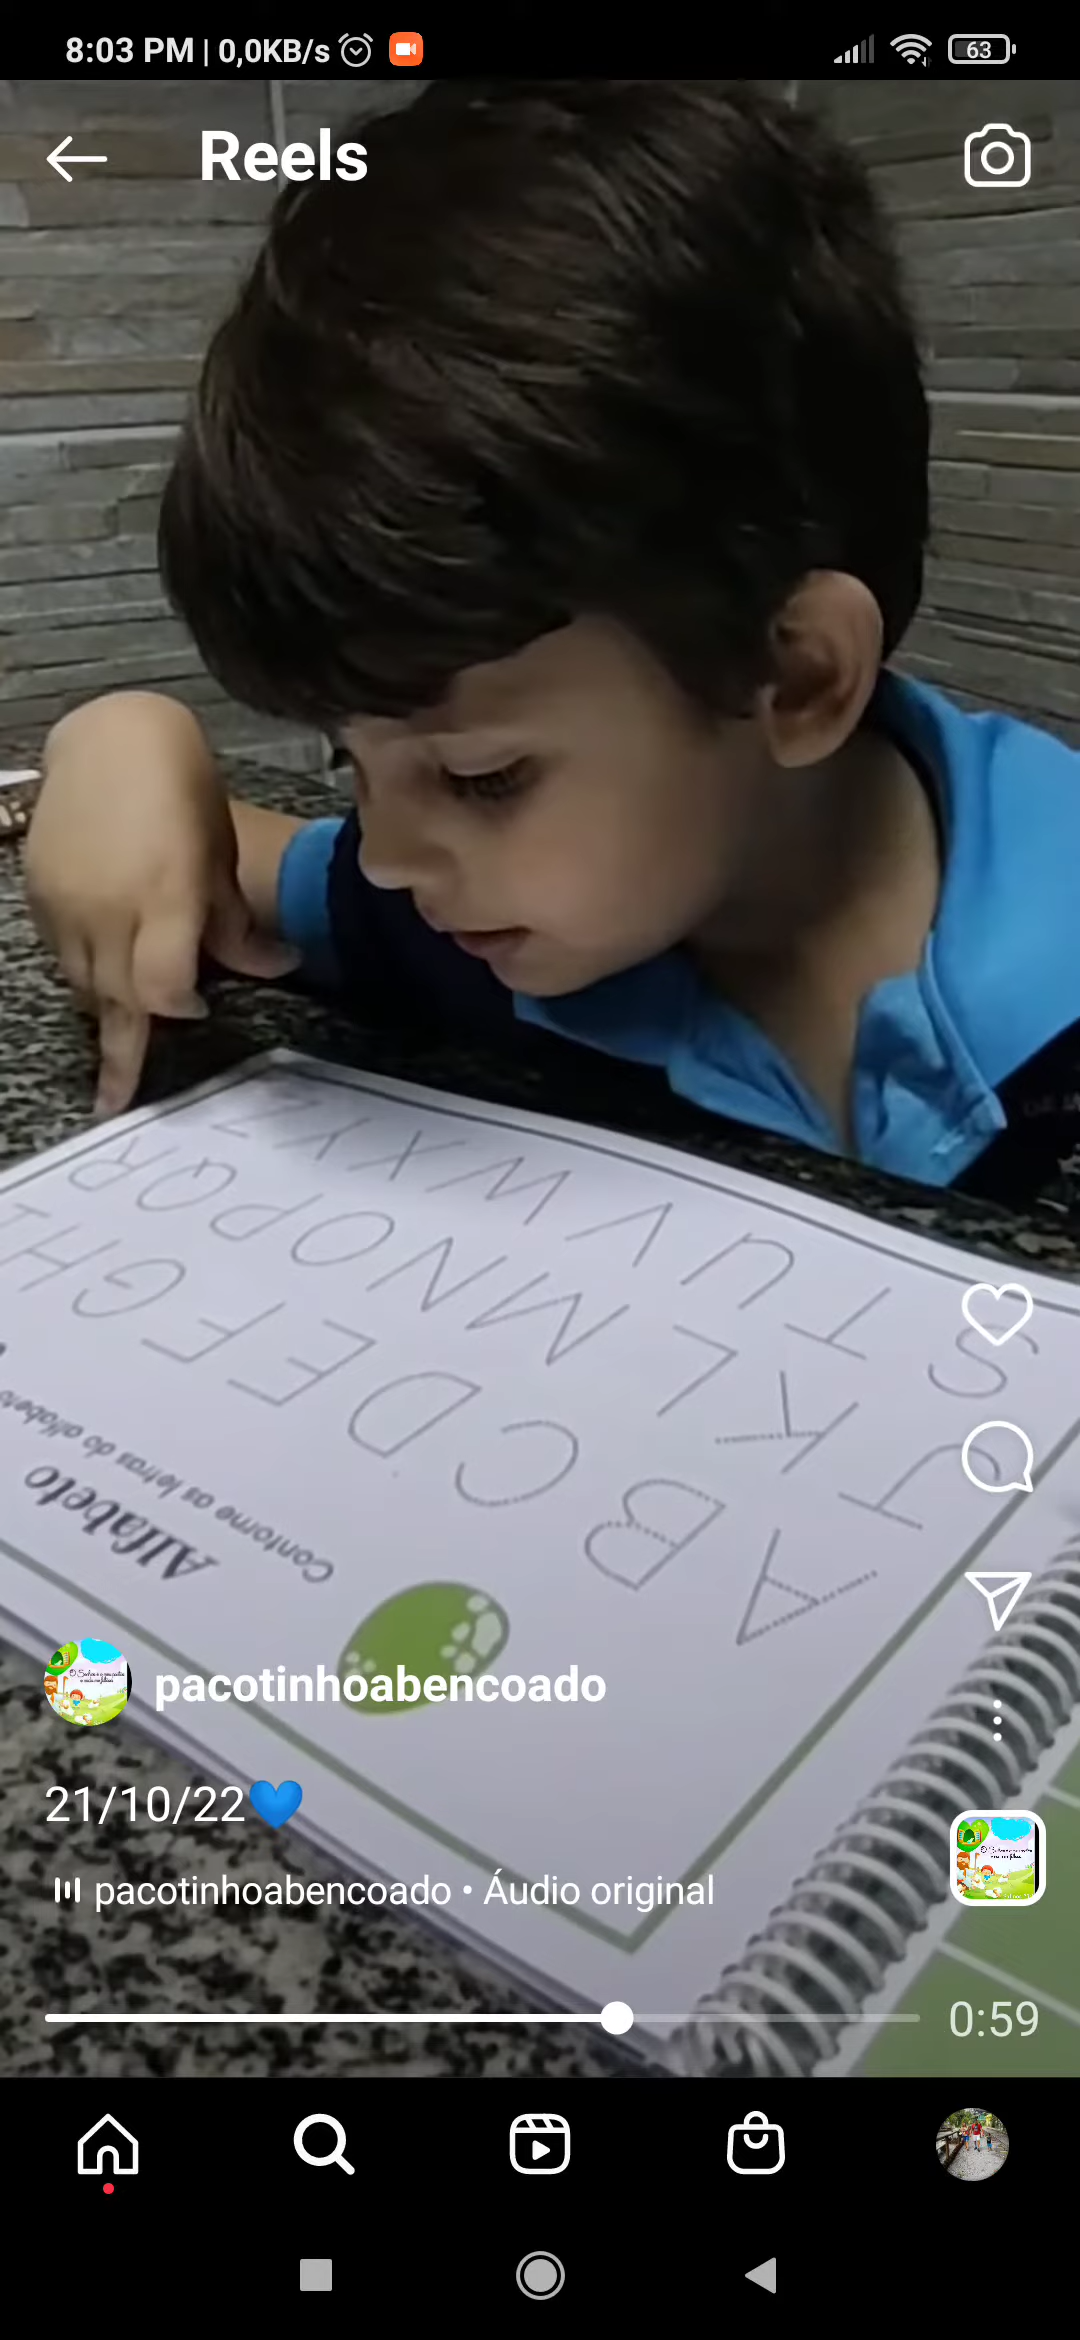 8:03 PM | 0,0KB/s
63
Reels
Alfabeto
Contorne as letras do alfabeto
A B C D E F G H I
J K L M N O P Q R
S T U V W X Y Z
pacotinhoabencoado
21/10/22💙
pacotinhoabencoado • Áudio original
0:59